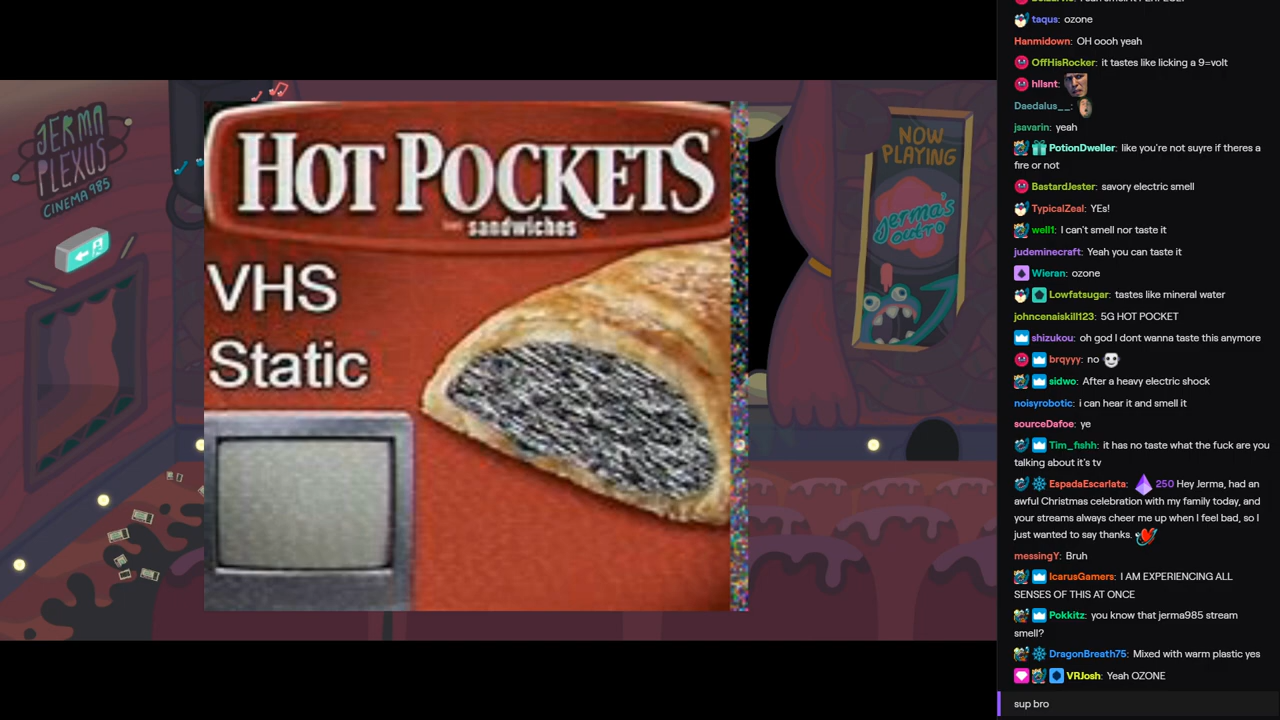 JERMA
PLEXUS
CINEMA 985
HOT POCKETS®
sandwiches
VHS
Static
NOW
PLAYING
Jerma's
outro
taqus: ozone
Hanmidown: OH oooh yeah
OffHisRocker: it tastes like licking a 9=volt
hllsnt:
Daedalus__:
jsavarin: yeah
PotionDweller: like you're not suyre if theres a
fire or not
BastardJester: savory electric smell
TypicalZeal: YEs!
well1: I can't smell nor taste it
judeminecraft: Yeah you can taste it
Wieran: ozone
Lowfatsugar: tastes like mineral water
johncenaiskill123: 5G HOT POCKET
shizukou: oh god I dont wanna taste this anymore
brqyyy: no
sidwo: After a heavy electric shock
noisyrobotic: i can hear it and smell it
sourceDafoe: ye
Tim_fishh: it has no taste what the fuck are you
talking about it's tv
EspadaEscarlata: 250 Hey Jerma, had an
awful Christmas celebration with my family today, and
your streams always cheer me up when I feel bad, so I
just wanted to say thanks.
messingY: Bruh
IcarusGamers: I AM EXPERIENCING ALL
SENSES OF THIS AT ONCE
Pokkitz: you know that jerma985 stream
smell?
DragonBreath75: Mixed with warm plastic yes
VRJosh: Yeah OZONE
sup bro